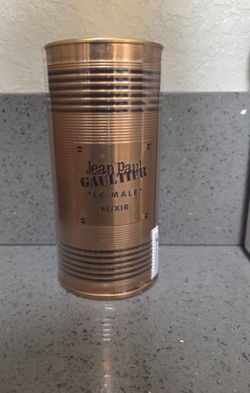 Jean Paul
GAULTIER
"LE MALE"
ELIXIR